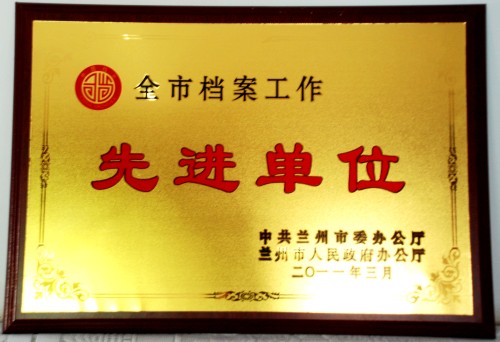 全市档案工作
先进单位
中共兰州市委办公厅
兰州市人民政府办公厅
二〇一一年三月